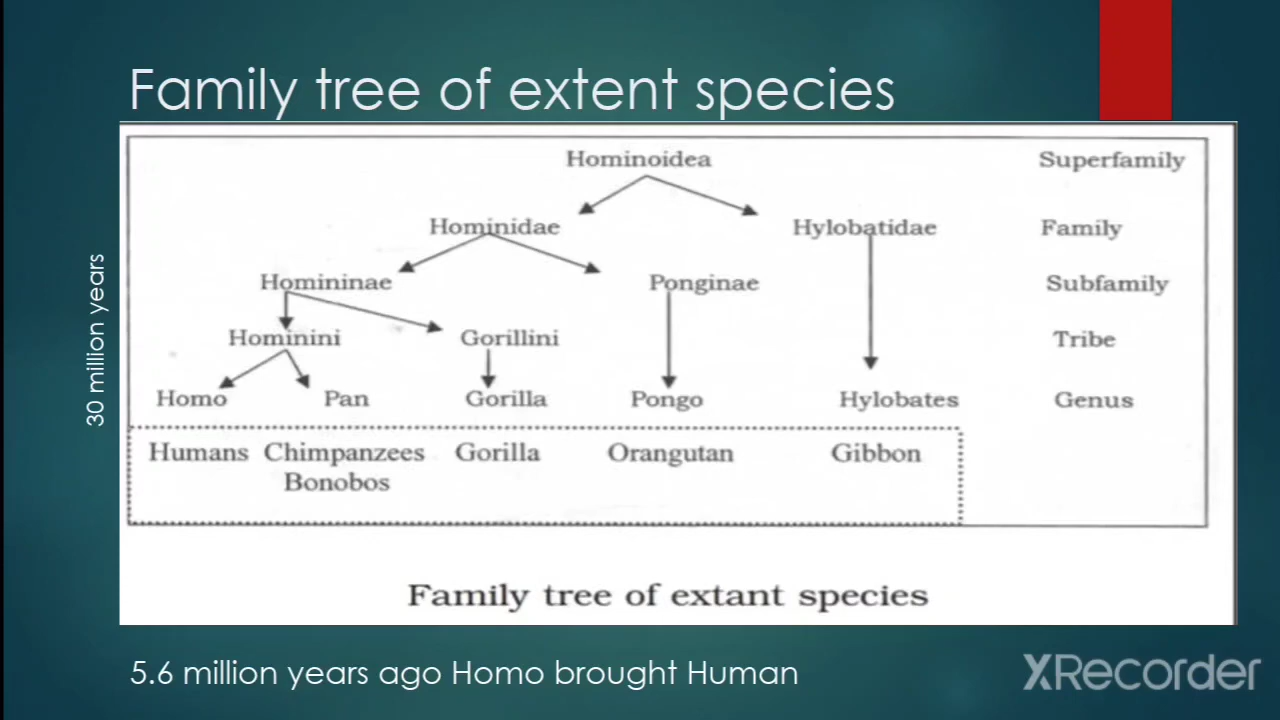 Family tree of extent species
Hominoidea Superfamily
Hominidae Hylobatidae Family
Homininae Ponginae Subfamily
Hominini Gorillini Tribe
Homo Pan Gorilla Pongo Hylobates Genus
Humans Chimpanzees Gorilla Orangutan Gibbon
Bonobos
30 million years
Family tree of extant species
5.6 million years ago Homo brought Human
XRecorder